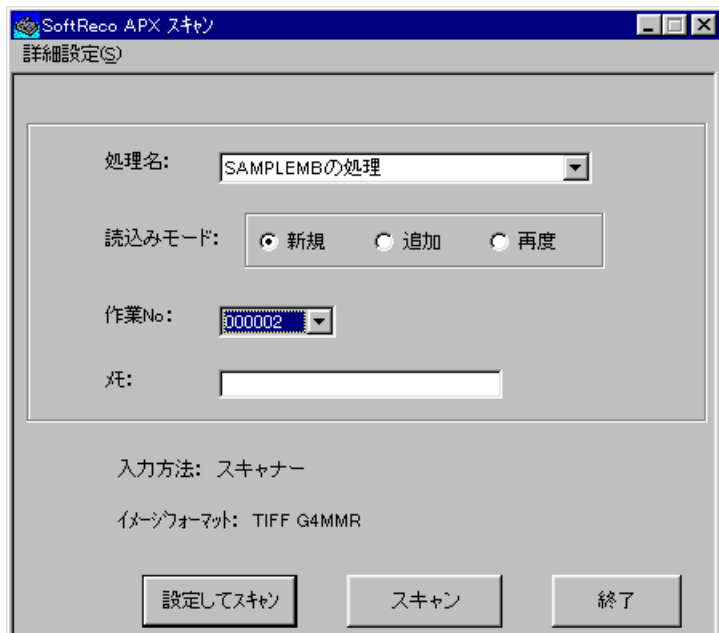 SoftReco APX ｽｷｬﾝ
詳細設定(S)
処理名: SAMPLEMBの処理
読込みモード: 新規 追加 再度
作業No: 000002
ﾒﾓ:
入力方法: スキャナー
ｲﾒｰｼﾞﾌｫｰﾏｯﾄ: TIFF G4MMR
設定してｽｷｬﾝ スキャン 終了